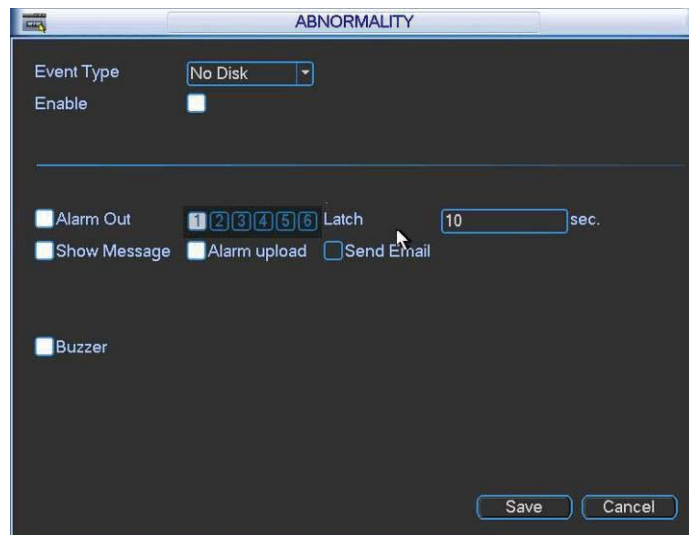 ABNORMALITY
Event Type No Disk
Enable
Alarm Out 1 2 3 4 5 6 Latch 10 sec.
Show Message Alarm upload Send Email
Buzzer
Save Cancel